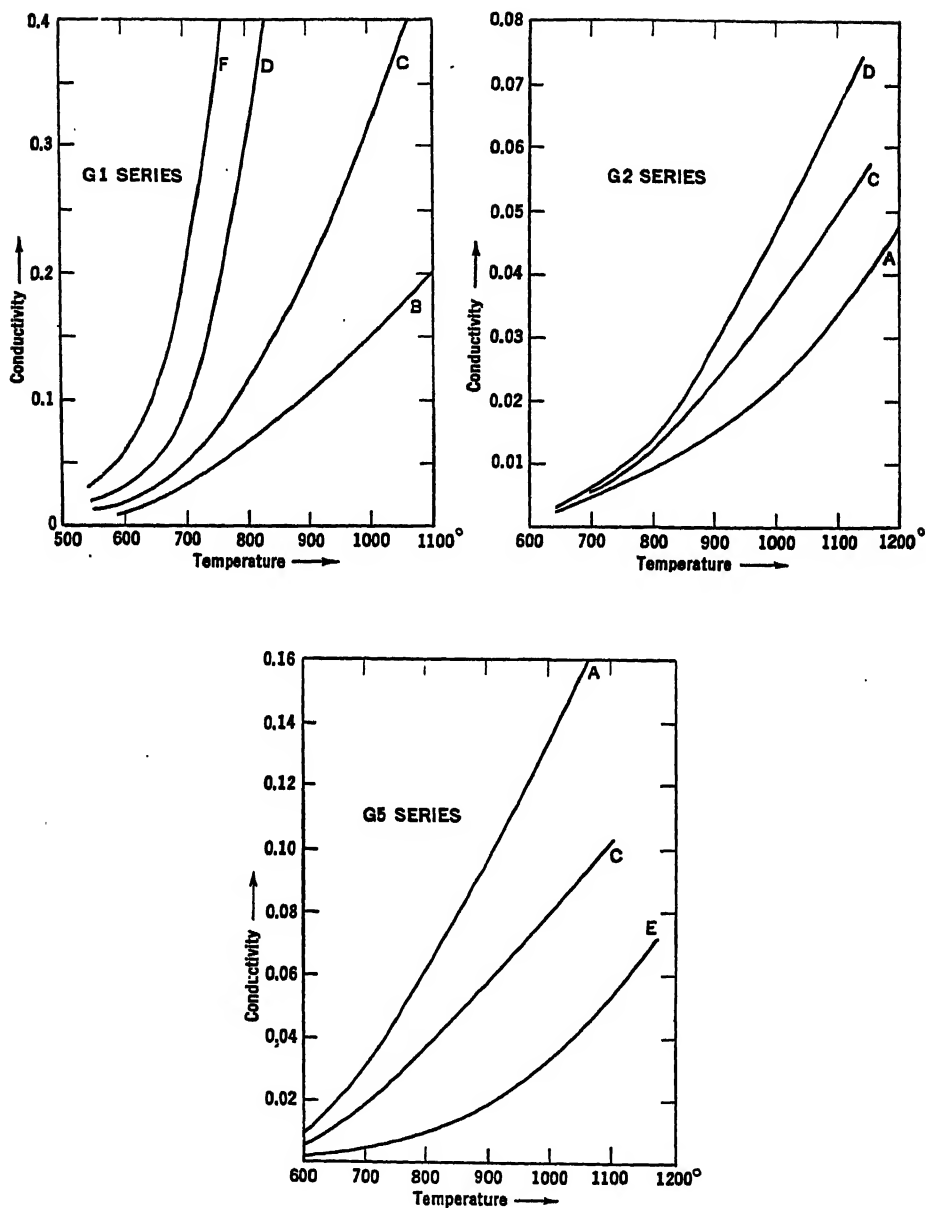 0.4
0.3
0.2
0.1
0
Conductivity
G1 SERIES
F
D
C
B
500 600 700 800 900 1000 1100°
Temperature
0.08
0.07
0.06
0.05
0.04
0.03
0.02
0.01
Conductivity
G2 SERIES
D
C
A
600 700 800 900 1000 1100 1200°
Temperature
0.16
0.14
0.12
0.10
0.08
0.06
0,04
0.02
Conductivity
G5 SERIES
A
C
E
600 700 800 900 1000 1100 1200°
Temperature